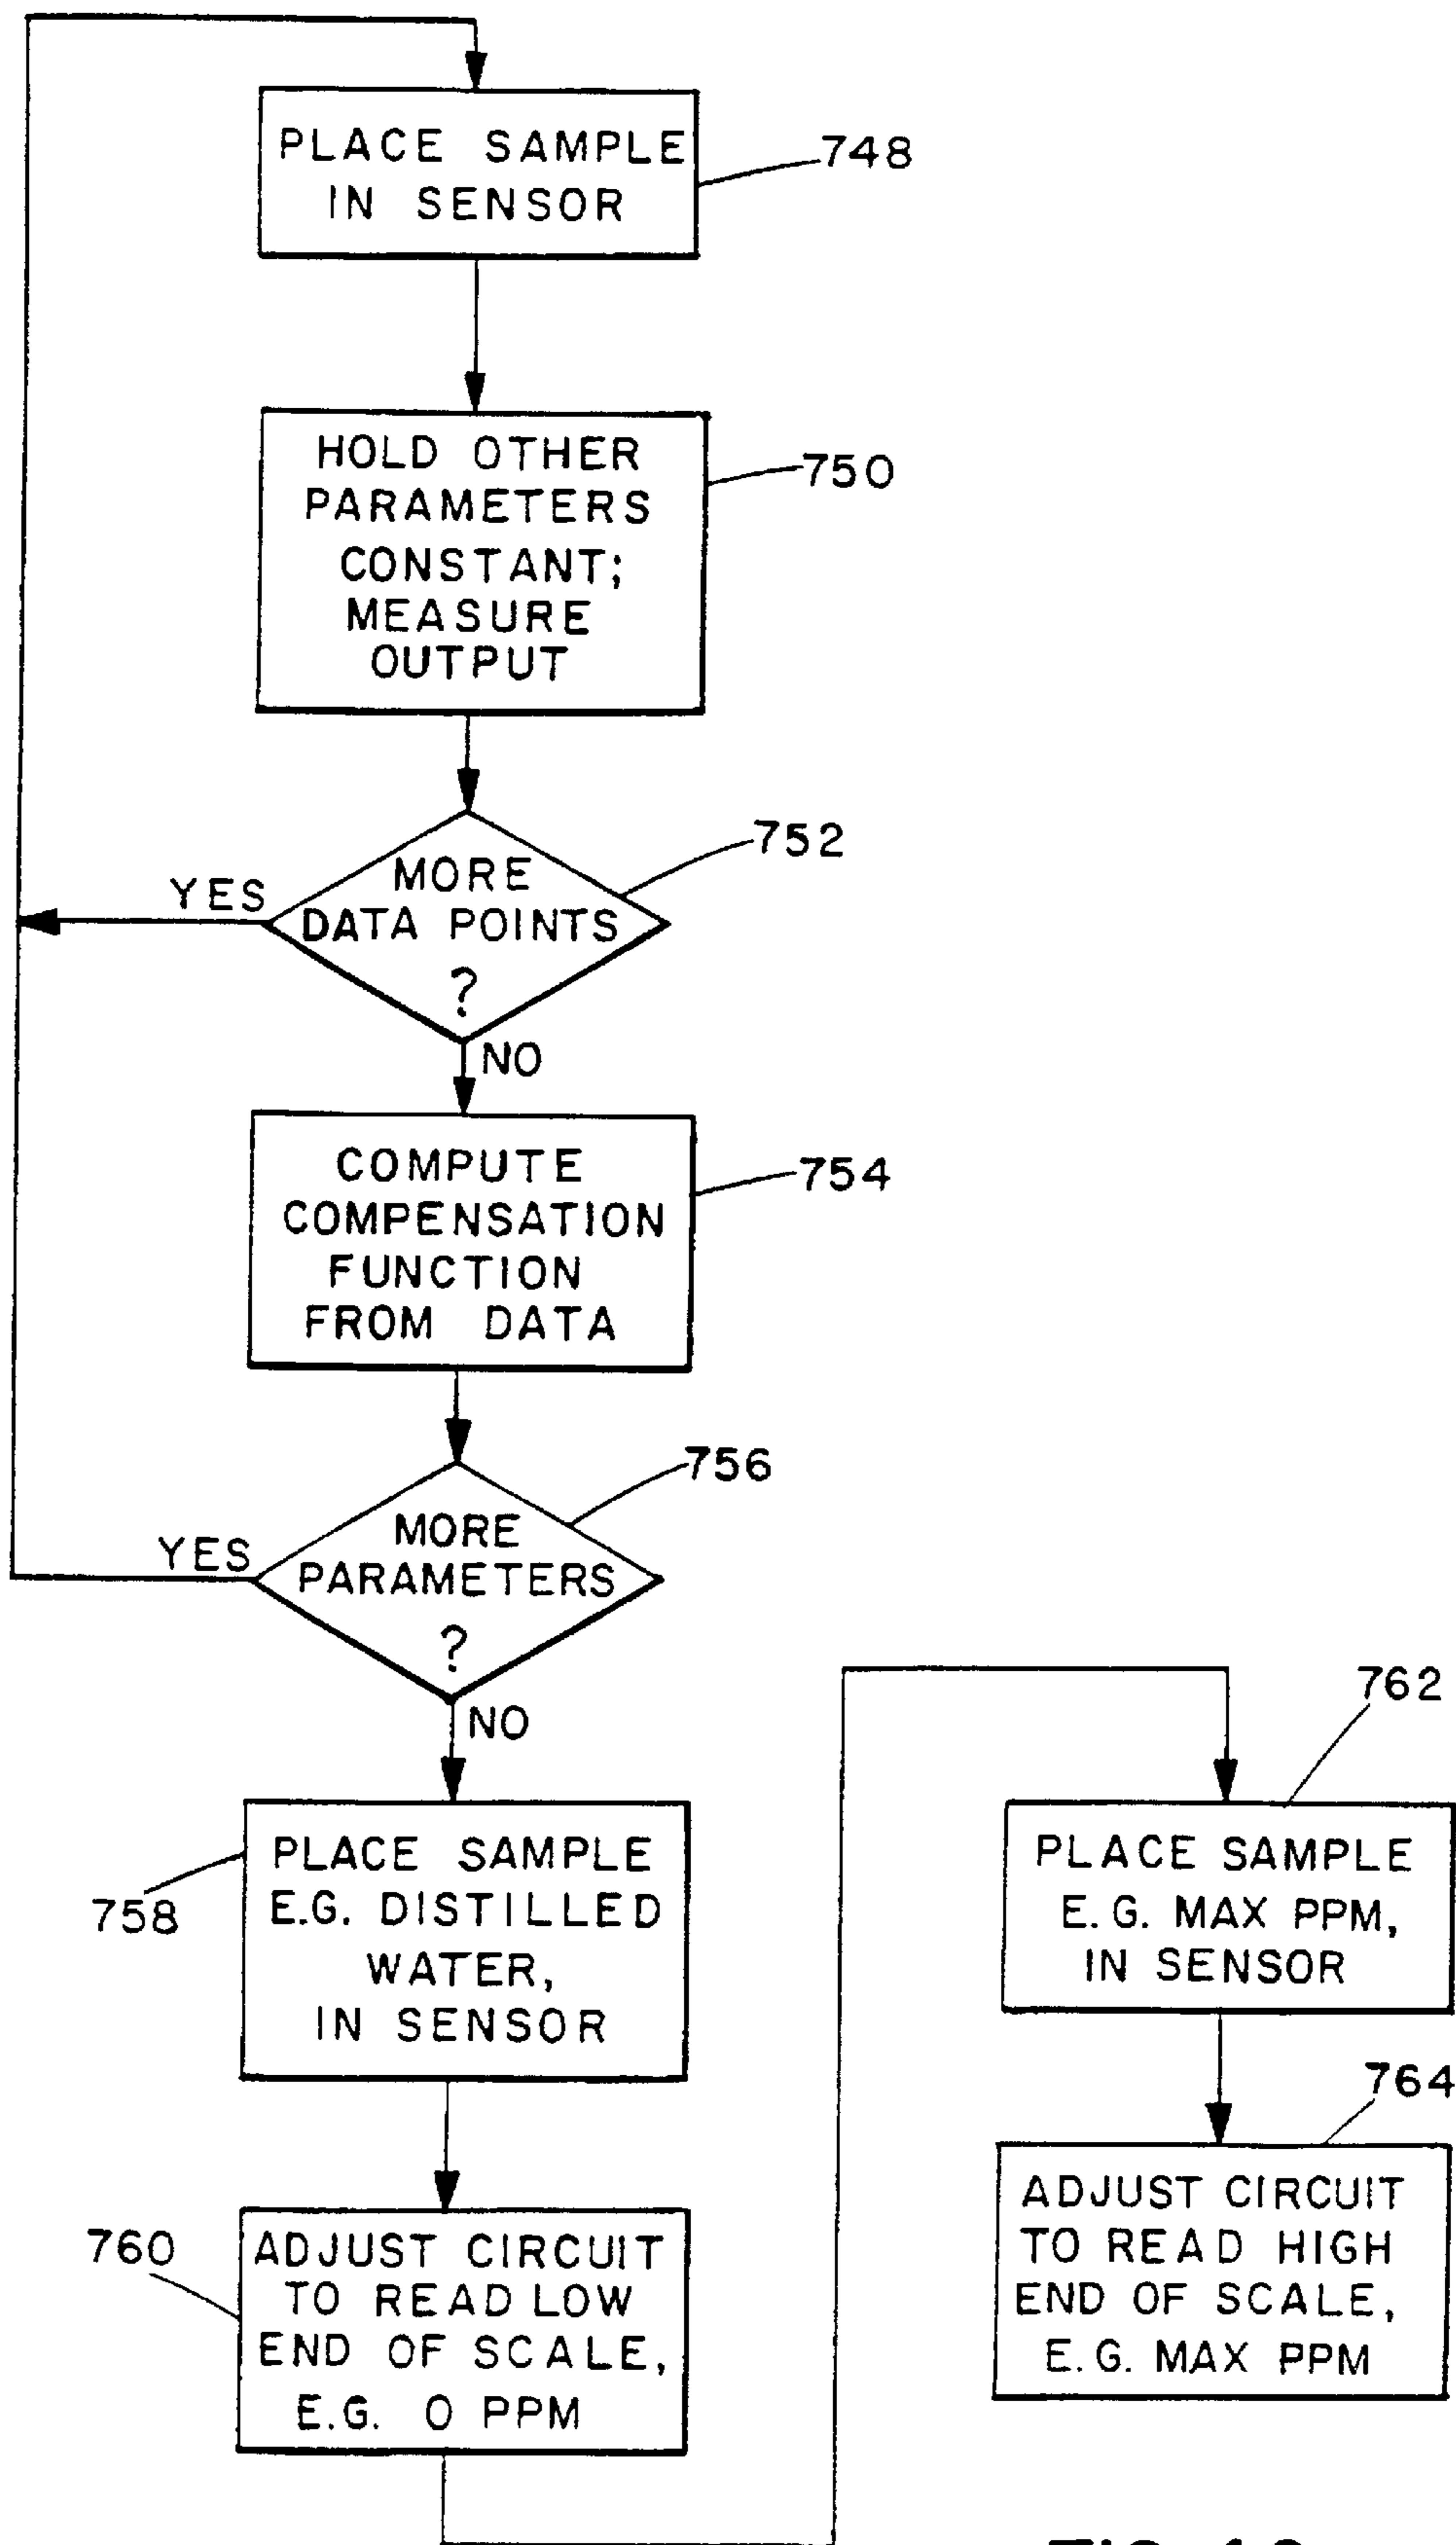 PLACE SAMPLE
IN SENSOR
748
HOLD OTHER
PARAMETERS
CONSTANT;
MEASURE
OUTPUT
750
MORE
DATA POINTS
?
752
YES
NO
COMPUTE
COMPENSATION
FUNCTION
FROM DATA
754
MORE
PARAMETERS
?
756
YES
NO
PLACE SAMPLE
E.G. DISTILLED
WATER,
IN SENSOR
758
ADJUST CIRCUIT
TO READ LOW
END OF SCALE,
E.G. 0 PPM
760
PLACE SAMPLE
E.G. MAX PPM,
IN SENSOR
762
ADJUST CIRCUIT
TO READ HIGH
END OF SCALE,
E.G. MAX PPM
764